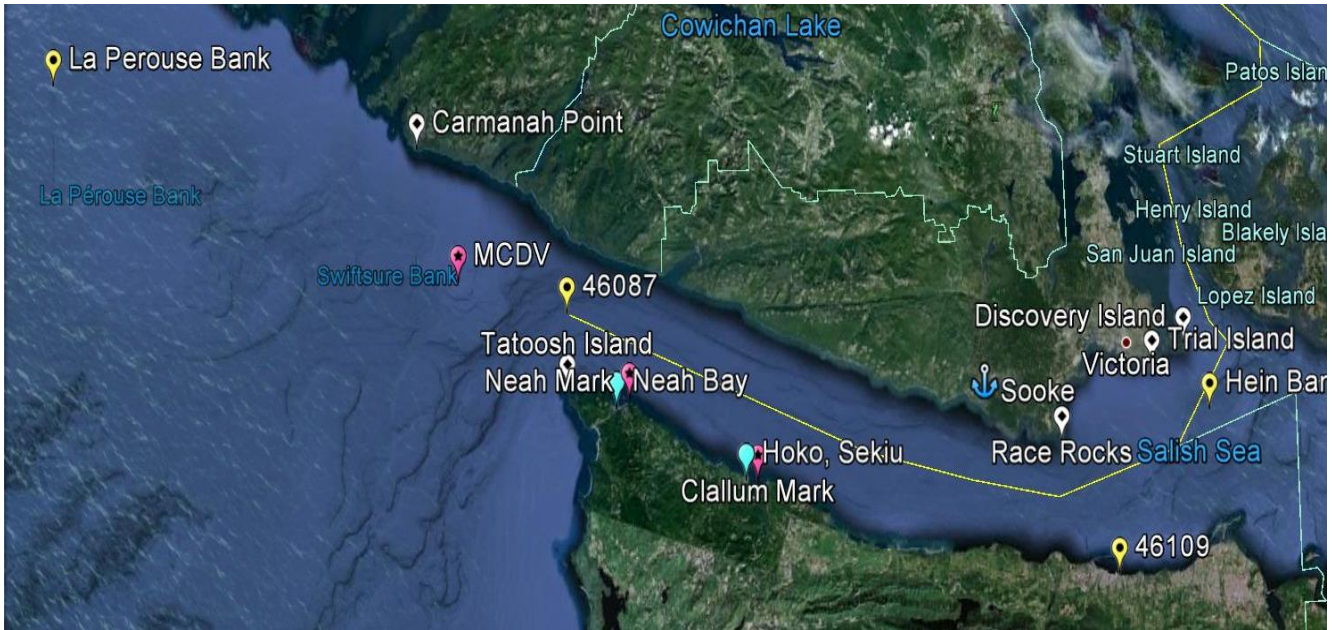 Cowichan Lake
La Perouse Bank
Patos Islan
Carmanah Point
Stuart Island
La Pérouse Bank
Henry Island
Blakely Isla
San Juan Island
MCDV
Swiftsure Bank
46087
Lopez Island
Discovery Island
Trial Island
Tatoosh Island
Victoria
Neah Mark
Neah Bay
Hein Ban
Sooke
Race Rocks
Salish Sea
Hoko, Sekiu
Clallum Mark
46109